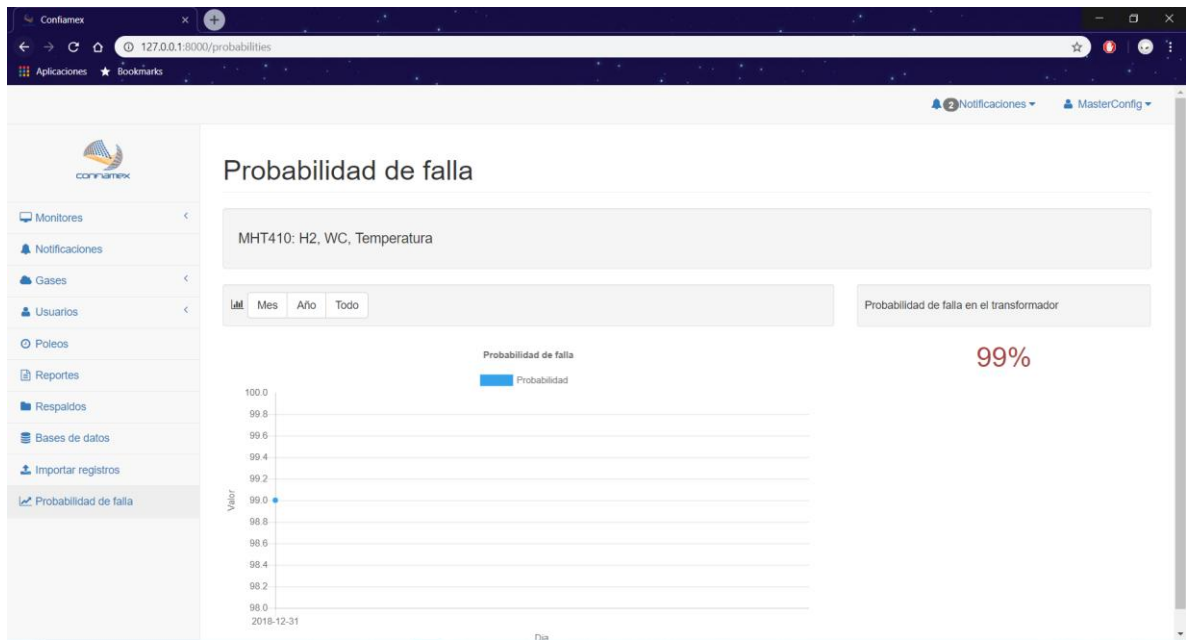 Confiamex
127.0.0.1:8000/probabilities
Aplicaciones Bookmarks
2 Notificaciones MasterConfig
confiamex
Monitores
Notificaciones
Gases
Usuarios
Poleos
Reportes
Respaldos
Bases de datos
Importar registros
Probabilidad de falla
Probabilidad de falla
MHT410: H2, WC, Temperatura
Mes Año Todo
Probabilidad de falla en el transformador
99%
Probabilidad de falla
Probabilidad
Valor
100.0
99.8
99.6
99.4
99.2
99.0
98.8
98.6
98.4
98.2
98.0
2018-12-31
Dia